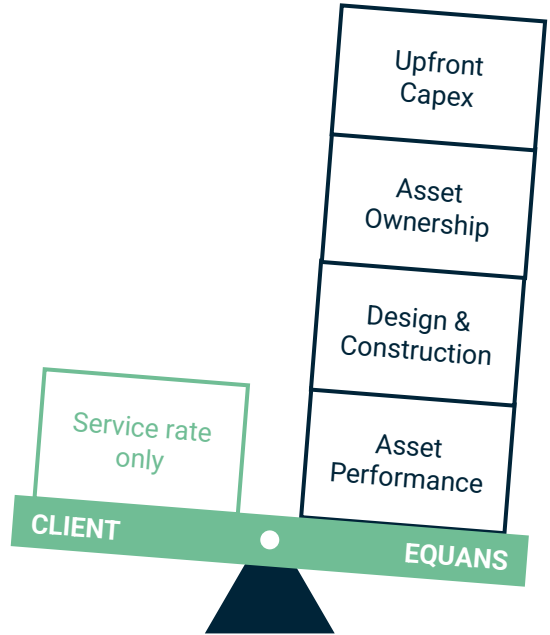 Upfront
Capex
Asset
Ownership
Design &
Construction
Asset
Performance
Service rate
only
CLIENT
EQUANS